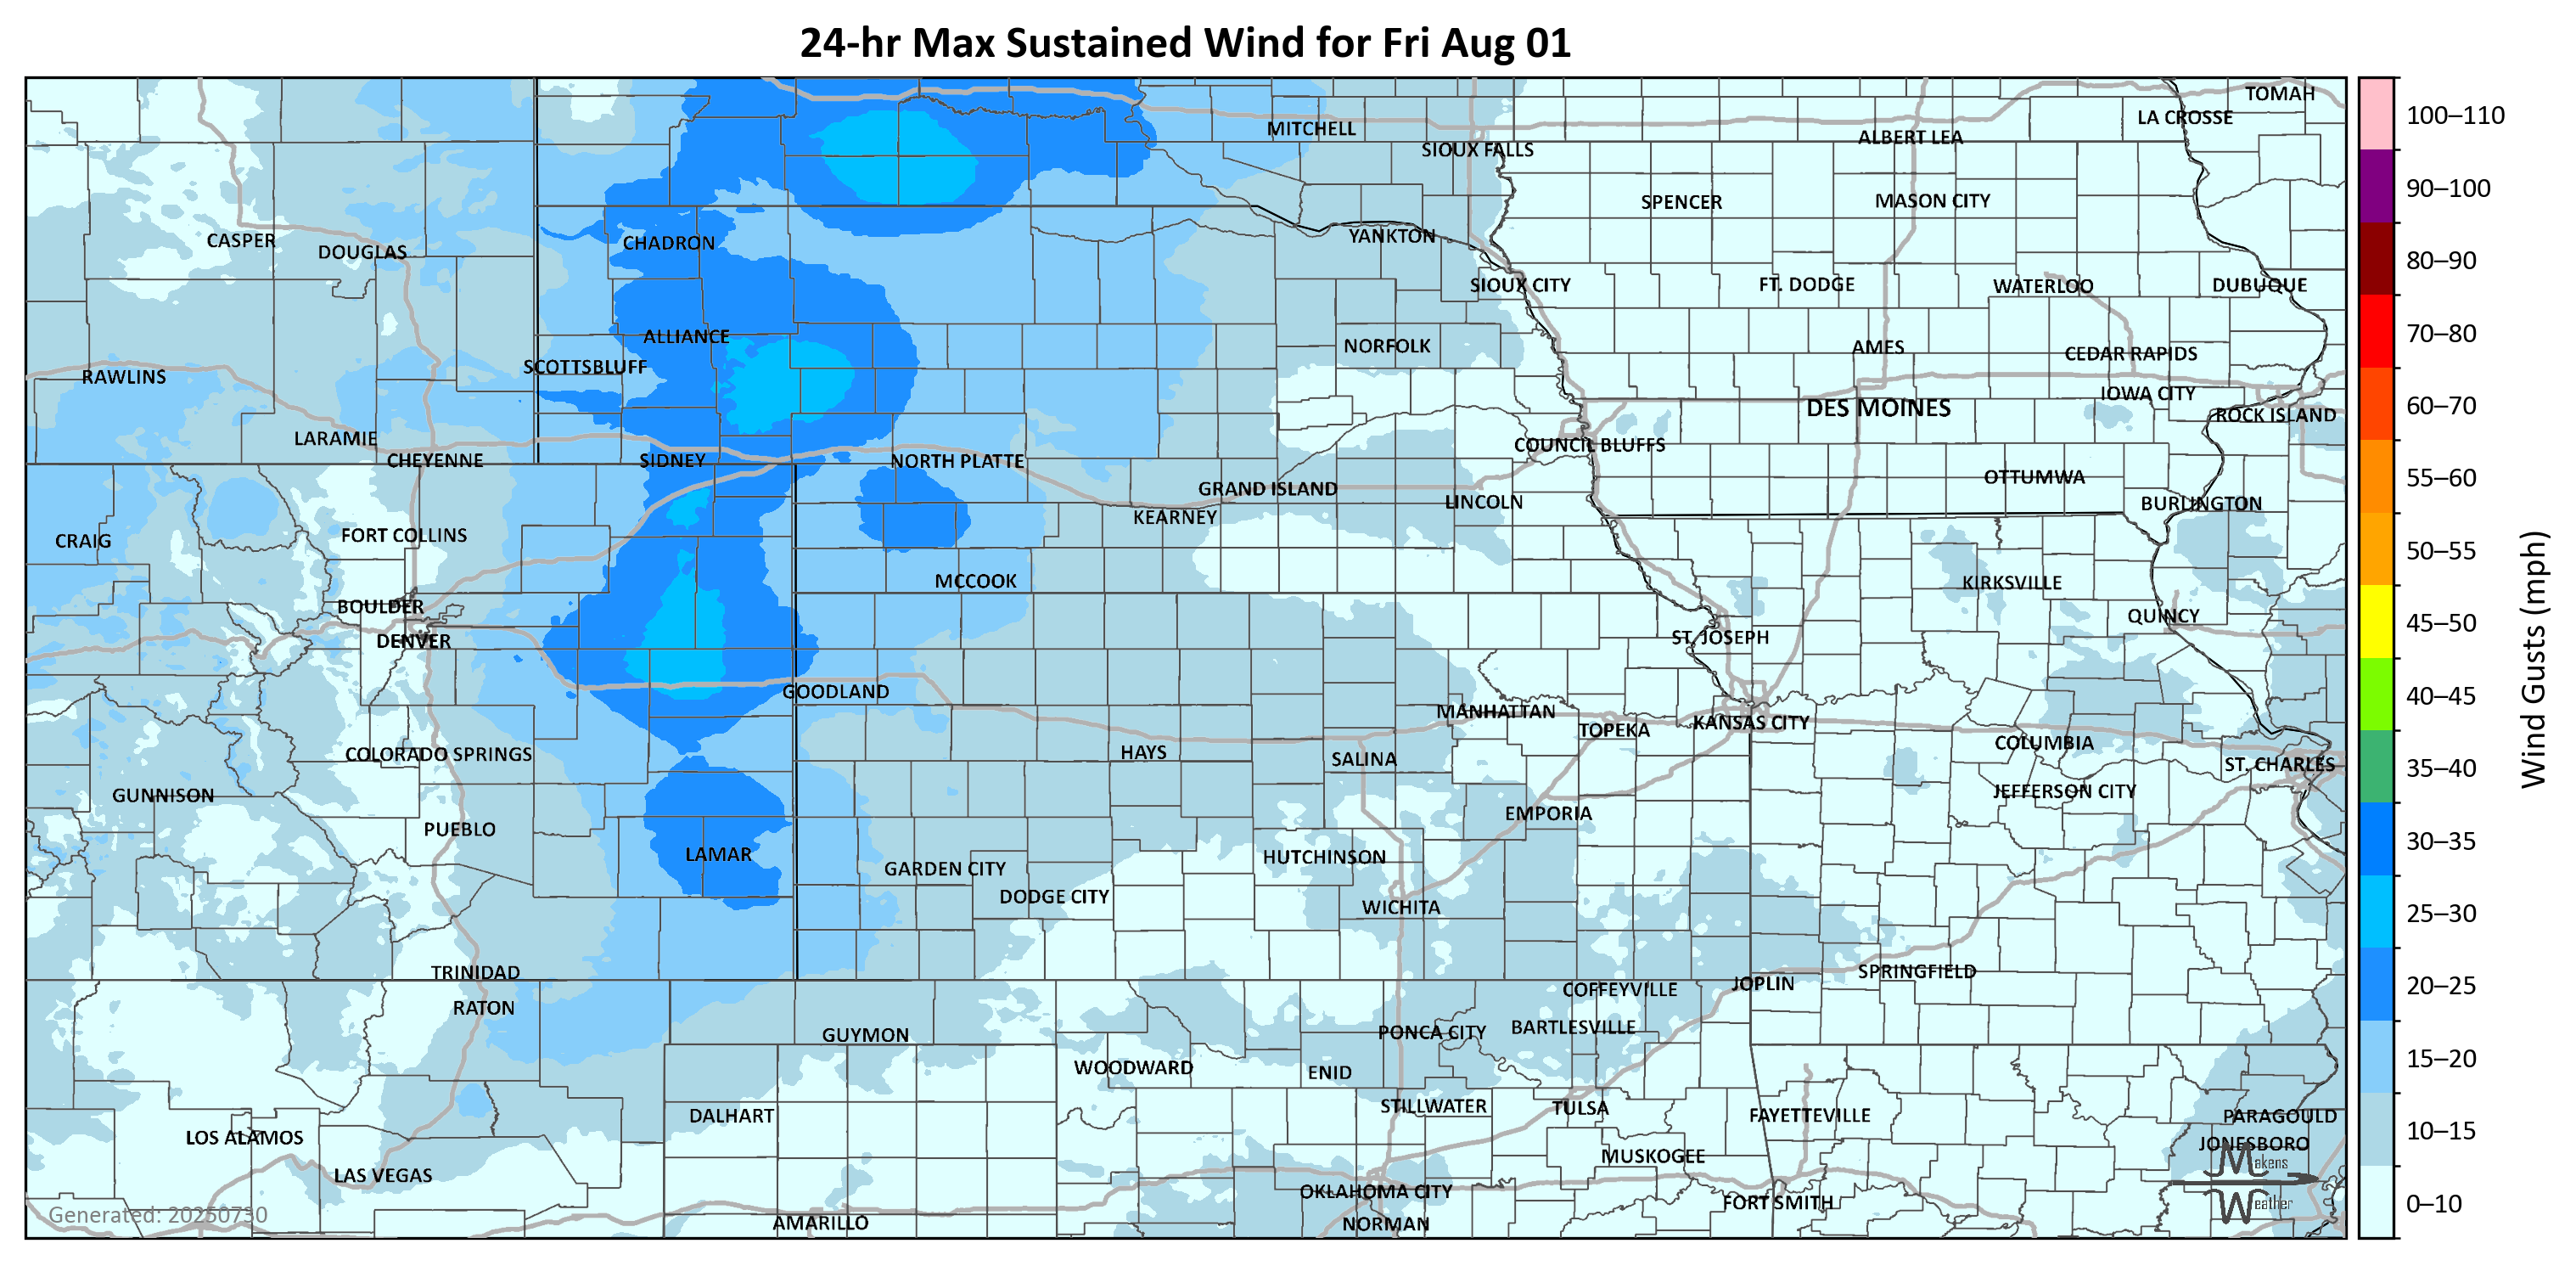 24-hr Max Sustained Wind for Fri Aug 01
TOMAH
LA CROSSE
MITCHELL
ALBERT LEA
SIOUX FALLS
SPENCER
MASON CITY
YANKTON
CASPER
CHADRON
DOUGLAS
SIOUX CITY
FT. DODGE
WATERLOO
DUBUQUE
ALLIANCE
NORFOLK
AMES
CEDAR RAPIDS
SCOTTSBLUFF
RAWLINS
IOWA CITY
DES MOINES
ROCK ISLAND
LARAMIE
COUNCIL BLUFFS
CHEYENNE
SIDNEY
NORTH PLATTE
OTTUMWA
GRAND ISLAND
LINCOLN
BURLINGTON
KEARNEY
FORT COLLINS
CRAIG
MCCOOK
KIRKSVILLE
BOULDER
QUINCY
DENVER
ST. JOSEPH
GOODLAND
MANHATTAN
KANSAS CITY
TOPEKA
COLUMBIA
HAYS
COLORADO SPRINGS
SALINA
ST. CHARLES
GUNNISON
JEFFERSON CITY
EMPORIA
PUEBLO
LAMAR
HUTCHINSON
GARDEN CITY
DODGE CITY
WICHITA
TRINIDAD
SPRINGFIELD
JOPLIN
COFFEYVILLE
RATON
BARTLESVILLE
PONCA CITY
GUYMON
WOODWARD
ENID
STILLWATER
TULSA
DALHART
FAYETTEVILLE
PARAGOULD
LOS ALAMOS
JONESBORO
MUSKOGEE
Makens
LAS VEGAS
OKLAHOMA CITY
FORT SMITH
Weather
Generated: 20250730
AMARILLO
NORMAN
100–110
90–100
80–90
70–80
60–70
55–60
50–55
45–50
40–45
35–40
30–35
25–30
20–25
15–20
10–15
0–10
Wind Gusts (mph)